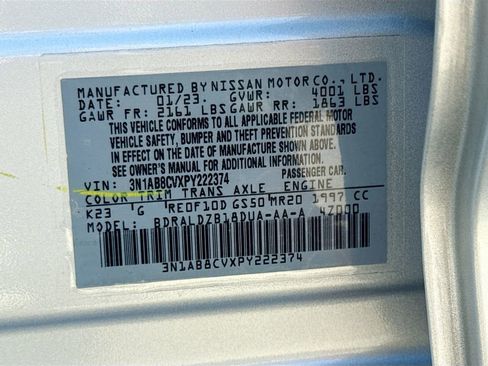 MANUFACTURED BY NISSAN MOTOR CO., LTD.
DATE: 01/23. GVWR: 4001 LBS
GAWR FR: 2161 LBS GAWR RR: 1863 LBS
THIS VEHICLE CONFORMS TO ALL APPLICABLE FEDERAL MOTOR
VEHICLE SAFETY, BUMPER AND THEFT PREVENTION STANDARDS
IN EFFECT ON THE DATE OF MANUFACTURE SHOWN ABOVE.
SEE OWNER'S MANUAL FOR ADDITIONAL INFORMATION.
VIN: 3N1AB8CVXPY222374 PASSENGER CAR.
COLOR TRIM TRANS AXLE ENGINE
K23 G RE0F10D GS50 MR20 1997 CC
MODEL: BDRALDZB18DUA-AA-A 4Z000
3N1AB8CVXPY222374